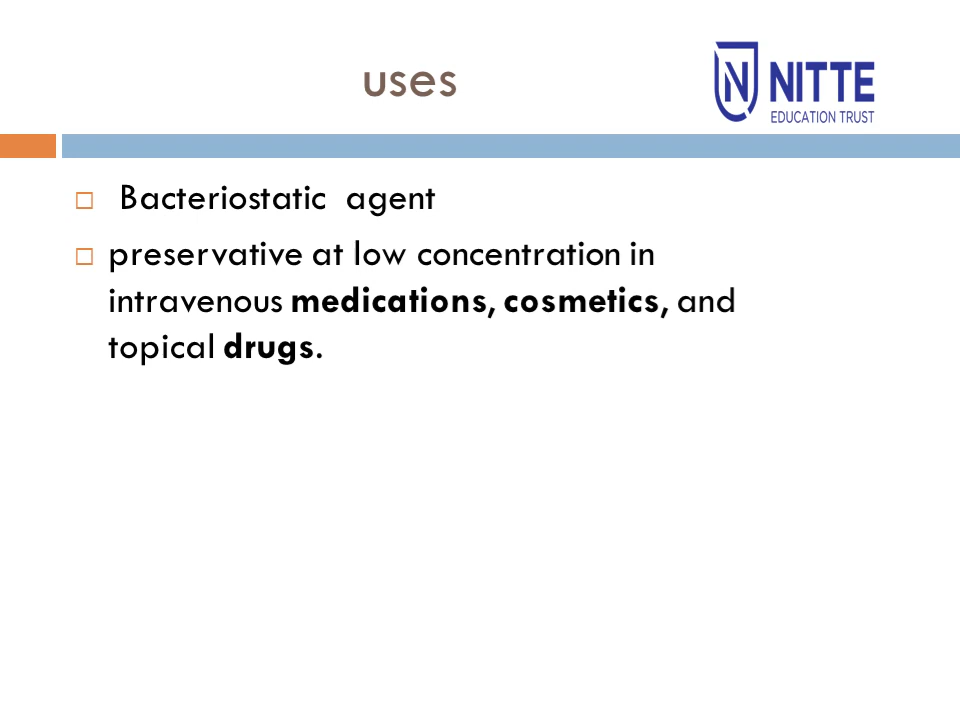 uses
NITTE
EDUCATION TRUST
Bacteriostatic  agent
preservative at low concentration in
intravenous medications, cosmetics, and
topical drugs.